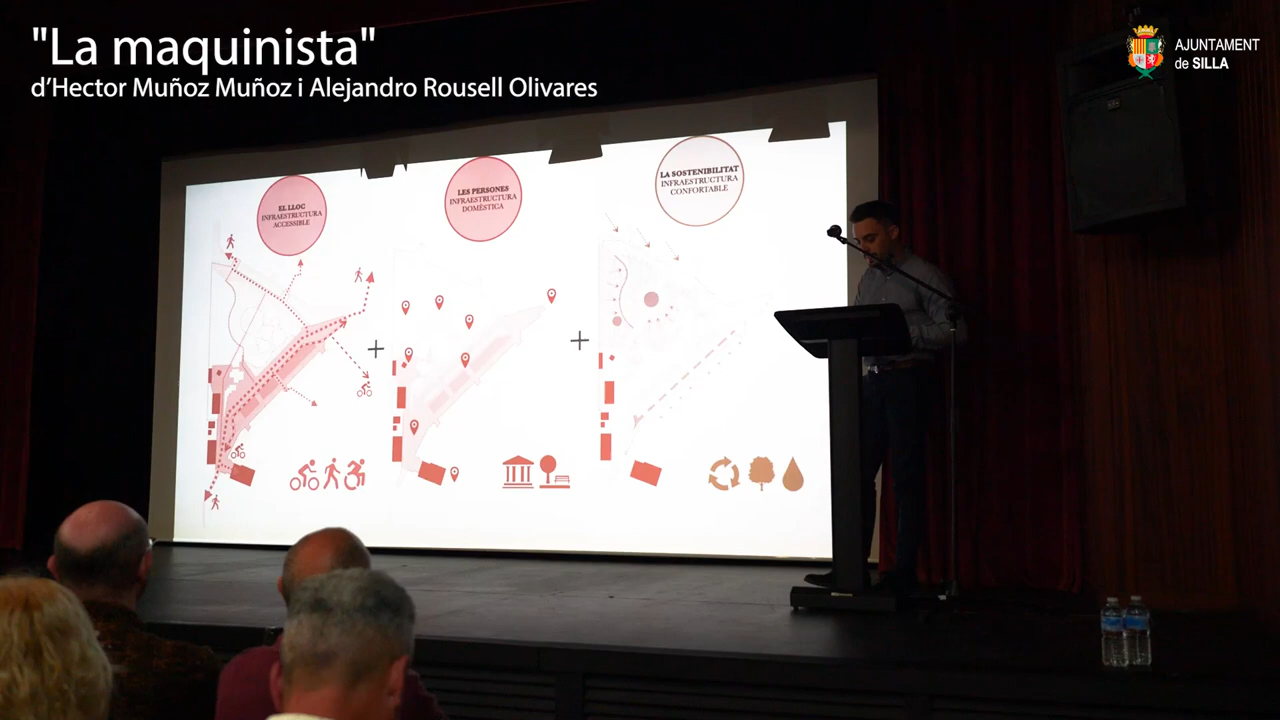 "La maquinista"
d'Hector Muñoz Muñoz i Alejandro Rousell Olivares
AJUNTAMENT
de SILLA
EL LLOC
INFRAESTRUCTURA
ACCESSIBLE
LES PERSONES
INFRAESTRUCTURA
DOMÈSTICA
LA SOSTENIBILITAT
INFRAESTRUCTURA
CONFORTABLE
+
+